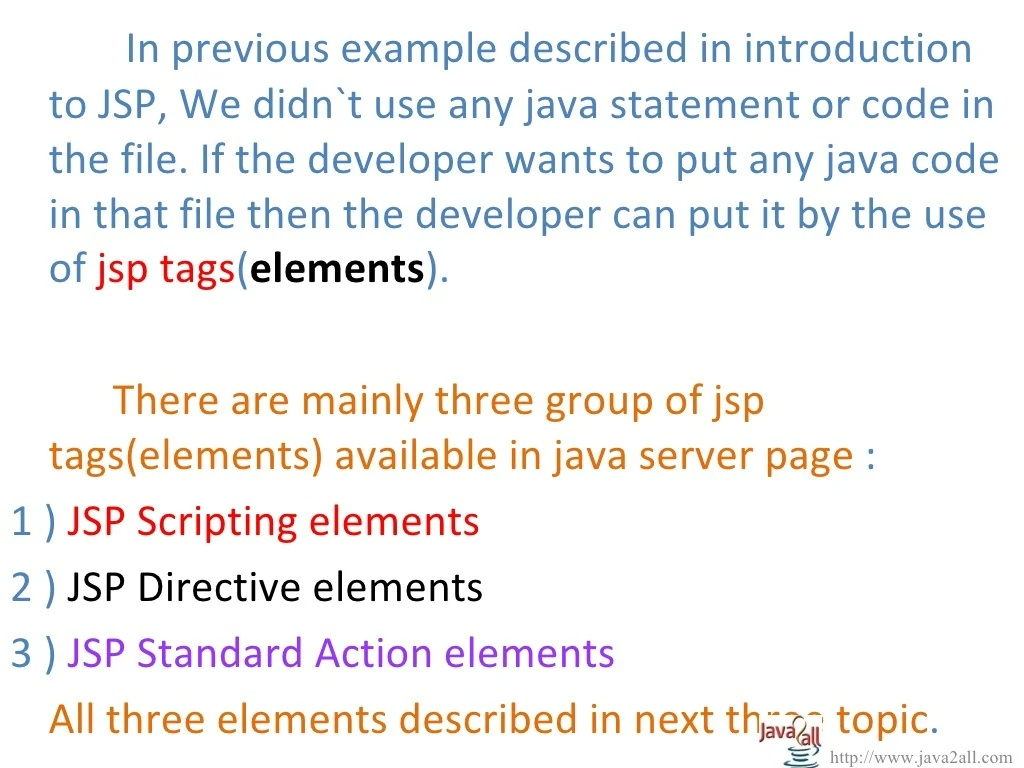 In previous example described in introduction
to JSP, We didn`t use any java statement or code in
the file. If the developer wants to put any java code
in that file then the developer can put it by the use
of jsp tags(elements).
There are mainly three group of jsp
tags(elements) available in java server page :
1 ) JSP Scripting elements
2 ) JSP Directive elements
3 ) JSP Standard Action elements
All three elements described in next three topic.
Java2all
http://www.java2all.com